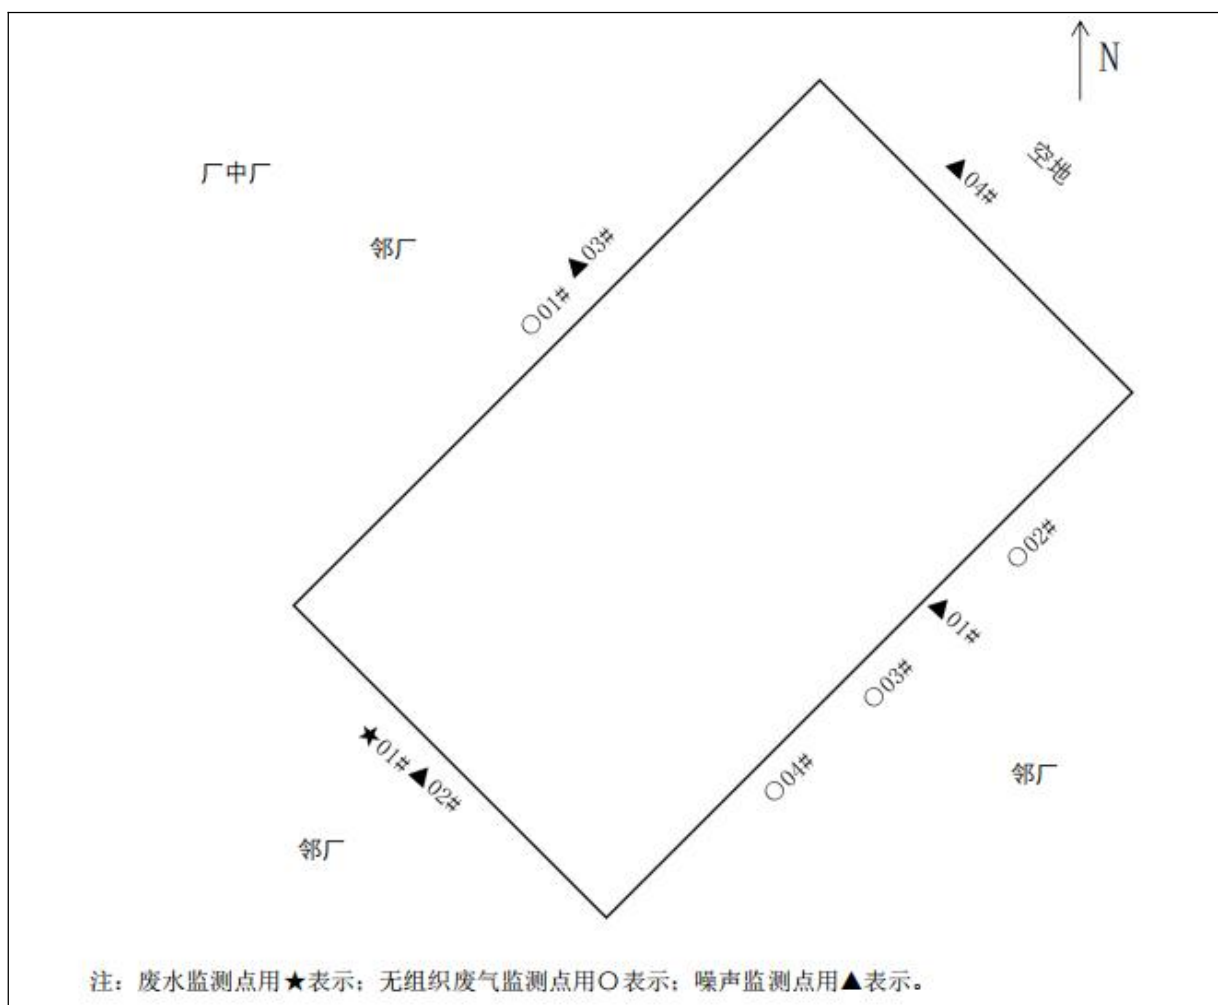 N
空地
▲04#
厂中厂
邻厂
▲03#
○01#
○02#
▲01#
○03#
○04#
邻厂
★01#▲02#
邻厂
注：废水监测点用★表示；无组织废气监测点用○表示；噪声监测点用▲表示。